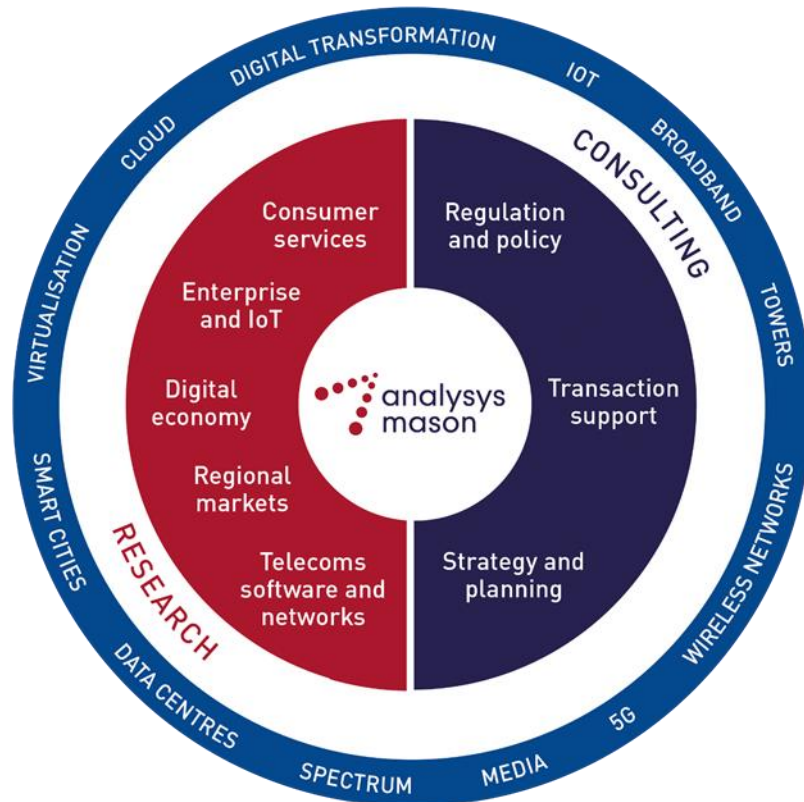 DIGITAL TRANSFORMATION
IOT
BROADBAND
TOWERS
WIRELESS NETWORKS
5G
MEDIA
SPECTRUM
DATA CENTRES
SMART CITIES
VIRTUALISATION
CLOUD
CONSULTING
RESEARCH
Consumer
services
Enterprise
and IoT
Digital
economy
Regional
markets
Telecoms
software and
networks
Regulation
and policy
Transaction
support
Strategy and
planning
analysys
mason